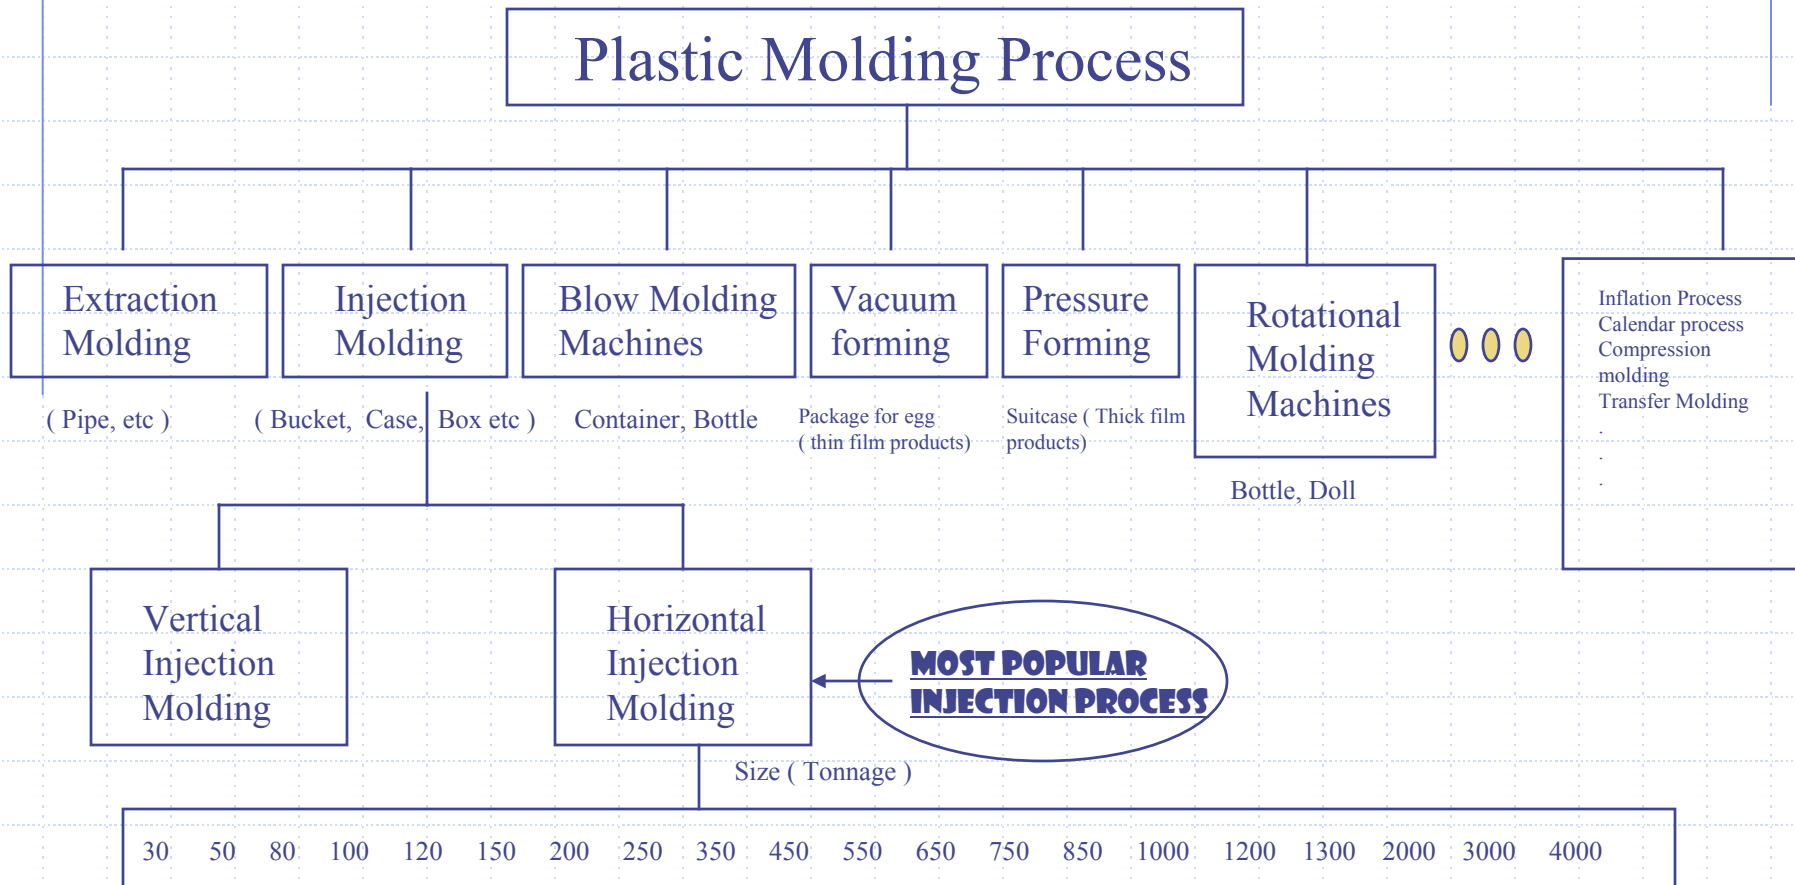 Plastic Molding Process
Extraction
Molding
( Pipe, etc )
Injection
Molding
( Bucket, Case, Box etc )
Blow Molding
Machines
Container, Bottle
Vacuum
forming
Package for egg
( thin film products)
Pressure
Forming
Suitcase ( Thick film
products)
Rotational
Molding
Machines
Bottle, Doll
Inflation Process
Calendar process
Compression
molding
Transfer Molding
.
.
.
Vertical
Injection
Molding
Horizontal
Injection
Molding
MOST POPULAR
INJECTION PROCESS
Size ( Tonnage )
30 50 80 100 120 150 200 250 350 450 550 650 750 850 1000 1200 1300 2000 3000 4000